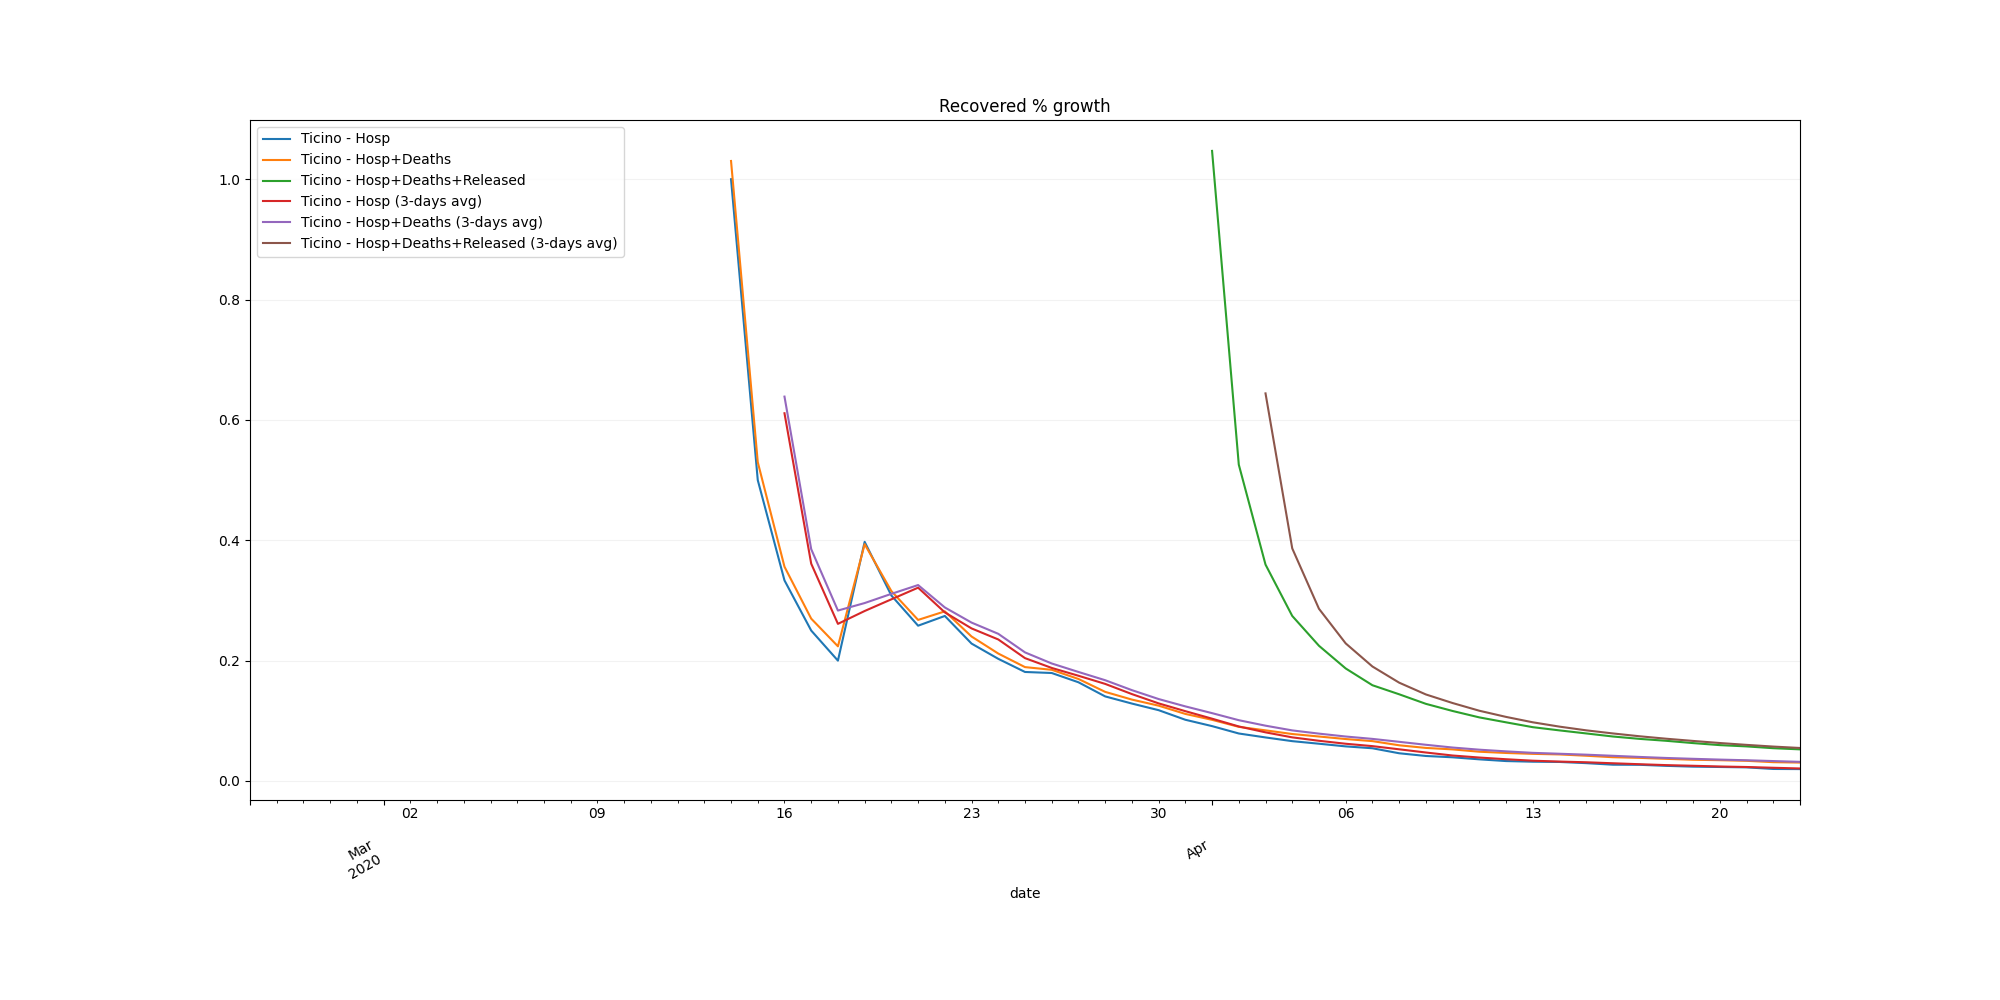 Recovered % growth
Ticino - Hosp
Ticino - Hosp+Deaths
Ticino - Hosp+Deaths+Released
Ticino - Hosp (3-days avg)
Ticino - Hosp+Deaths (3-days avg)
Ticino - Hosp+Deaths+Released (3-days avg)
1.0
0.8
0.6
0.4
0.2
0.0
02 09 16 23 30 06 13 20
Mar
2020
Apr
date